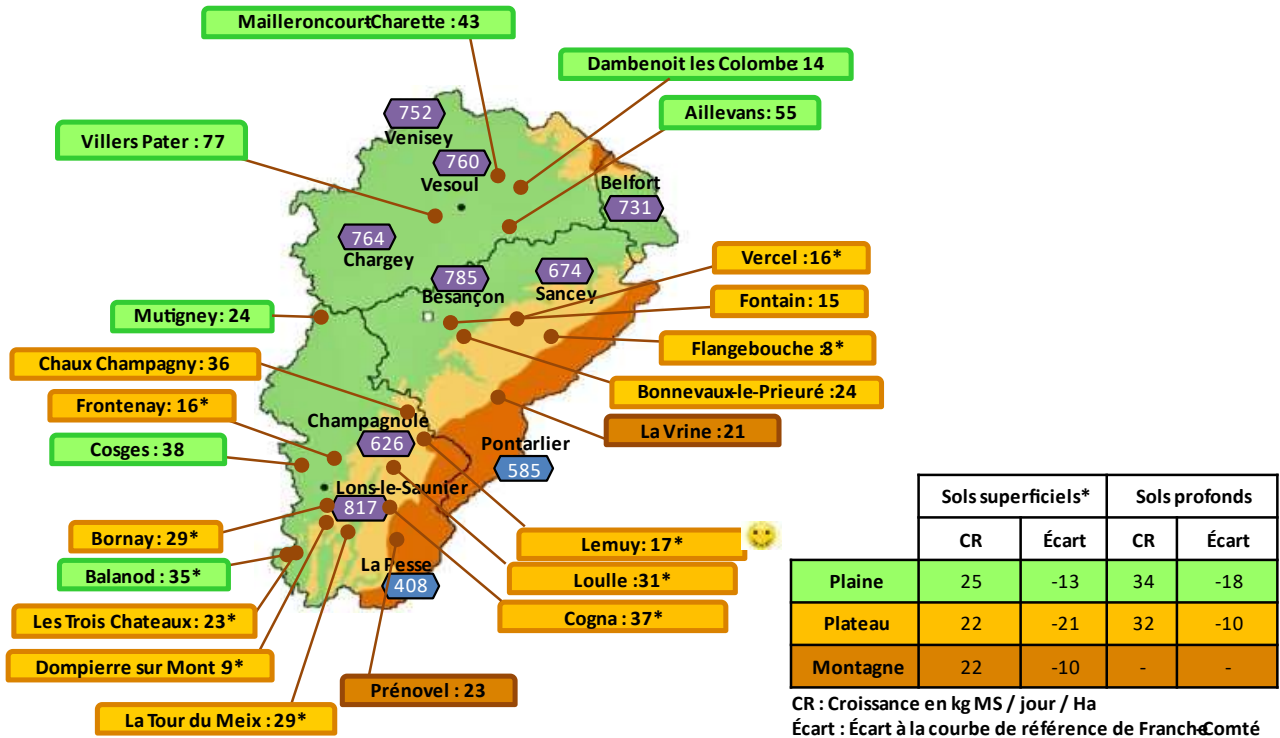 Mailleroncourt-Charette : 43
Dambenoit les Colombe: 14
Aillevans: 55
752
Venisey
Villers Pater : 77
760
Vesoul
Belfort
731
764
Chargey
Vercel :16*
785
Besançon
674
Sancey
Fontain : 15
Mutigney: 24
Flangebouche :8*
Chaux Champagny: 36
Bonnevaux-le-Prieuré :24
Frontenay: 16*
Champagnole
626
La Vrine :21
Cosges : 38
Pontarlier
585
Lons-le-Saunier
817
Bornay: 29*
Lemuy: 17*
Balanod : 35*
La Pesse
408
Loulle :31*
Les Trois Chateaux: 23*
Cogna : 37*
Dompierre sur Mont 9*
Prénovel : 23
La Tour du Meix : 29*
Sols superficiels* Sols profonds
CR Écart CR Écart
Plaine 25 -13 34 -18
Plateau 22 -21 32 -10
Montagne 22 -10 - -
CR : Croissance en kg MS / jour / Ha
Écart : Écart à la courbe de référence de Franche-Comté